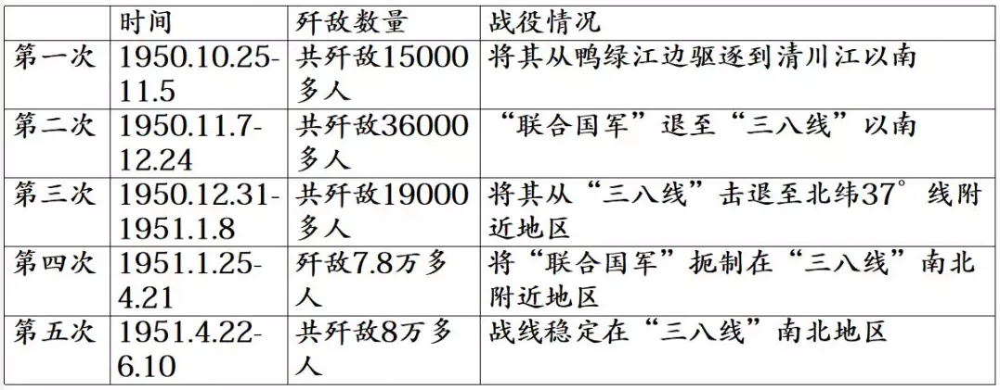 时间 歼敌数量 战役情况
第一次 1950.10.25- 共歼敌15000 将其从鸭绿江边驱逐到清川江以南
11.5 多人
第二次 1950.11.7- 共歼敌36000 “联合国军”退至“三八线”以南
12.24 多人
第三次 1950.12.31- 共歼敌19000 将其从“三八线”击退至北纬37°线附
1951.1.8 多人 近地区
第四次 1951.1.25- 歼敌7.8万多 将“联合国军”扼制在“三八线”南北
4.21 人 附近地区
第五次 1951.4.22- 共歼敌8万多 战线稳定在“三八线”南北地区
6.10 人